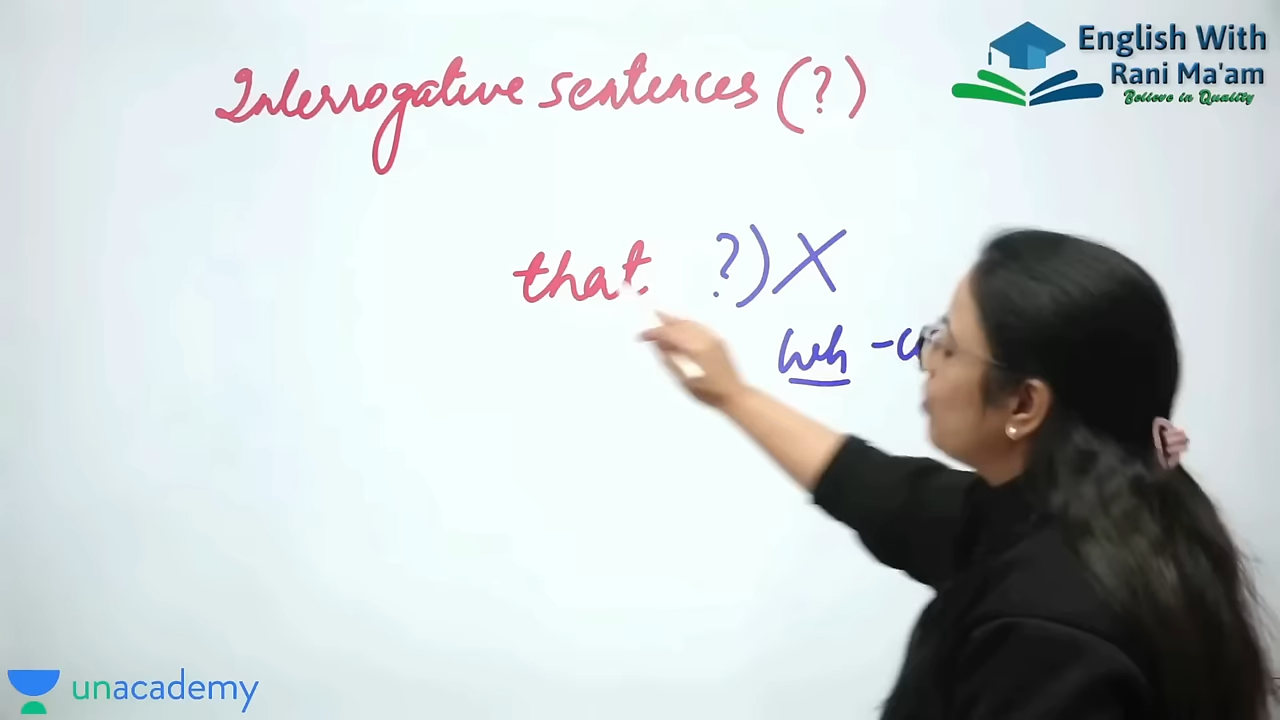 Interrogative sentences (?)
English With
Rani Ma'am
Believe in Quality
that ?) X
wh -
unacademy